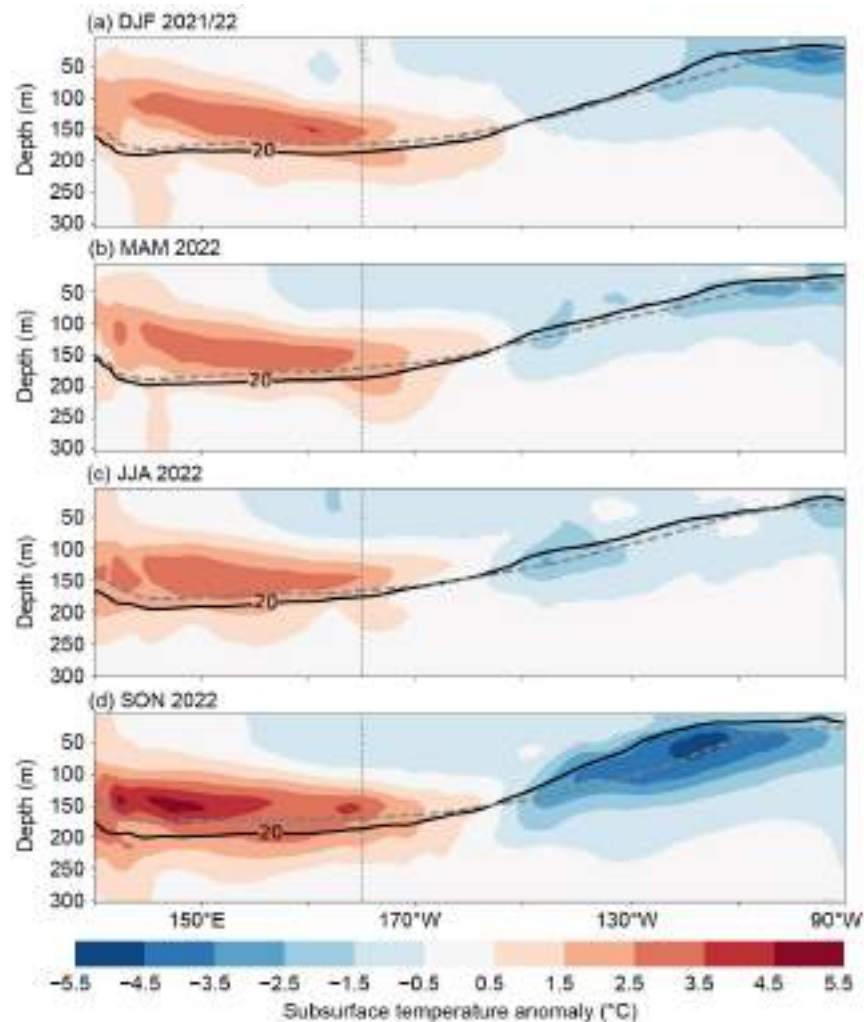 (a) DJF 2021/22
50
100
150
200
250
300
Depth (m)
20
(b) MAM 2022
50
100
150
200
250
300
Depth (m)
20
(c) JJA 2022
50
100
150
200
250
300
Depth (m)
20
(d) SON 2022
50
100
150
200
250
300
Depth (m)
20
150°E 170°W 130°W 90°W
−5.5 −4.5 −3.5 −2.5 −1.5 −0.5 0.5 1.5 2.5 3.5 4.5 5.5
Subsurface temperature anomaly (°C)